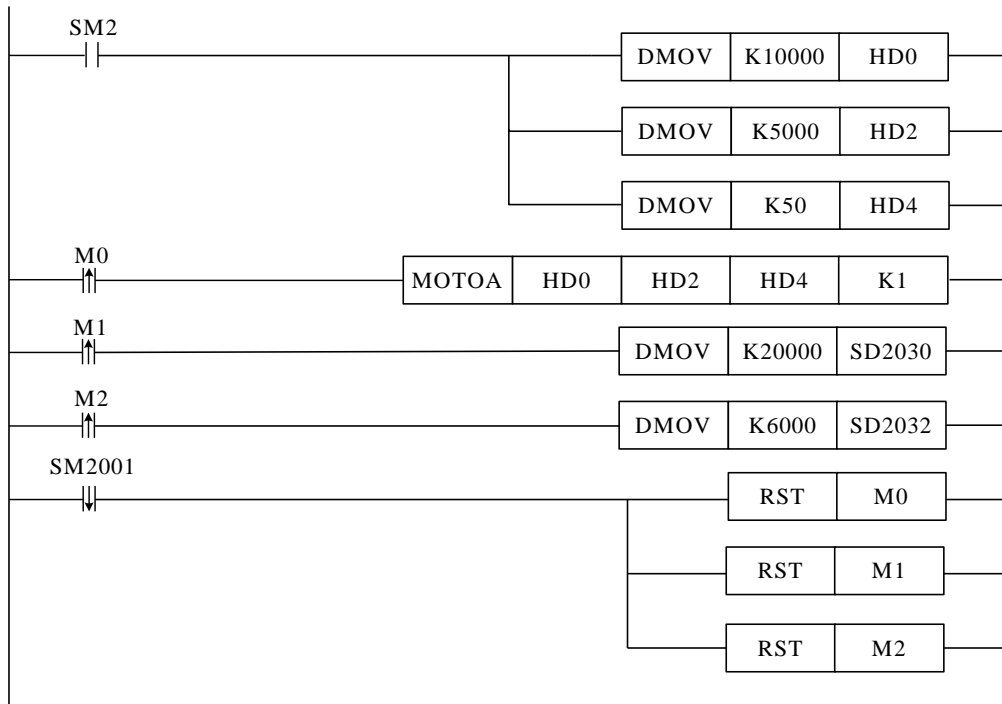 SM2
DMOV K10000 HD0
DMOV K5000 HD2
DMOV K50 HD4
M0
MOTOA HD0 HD2 HD4 K1
M1
DMOV K20000 SD2030
M2
DMOV K6000 SD2032
SM2001
RST M0
RST M1
RST M2